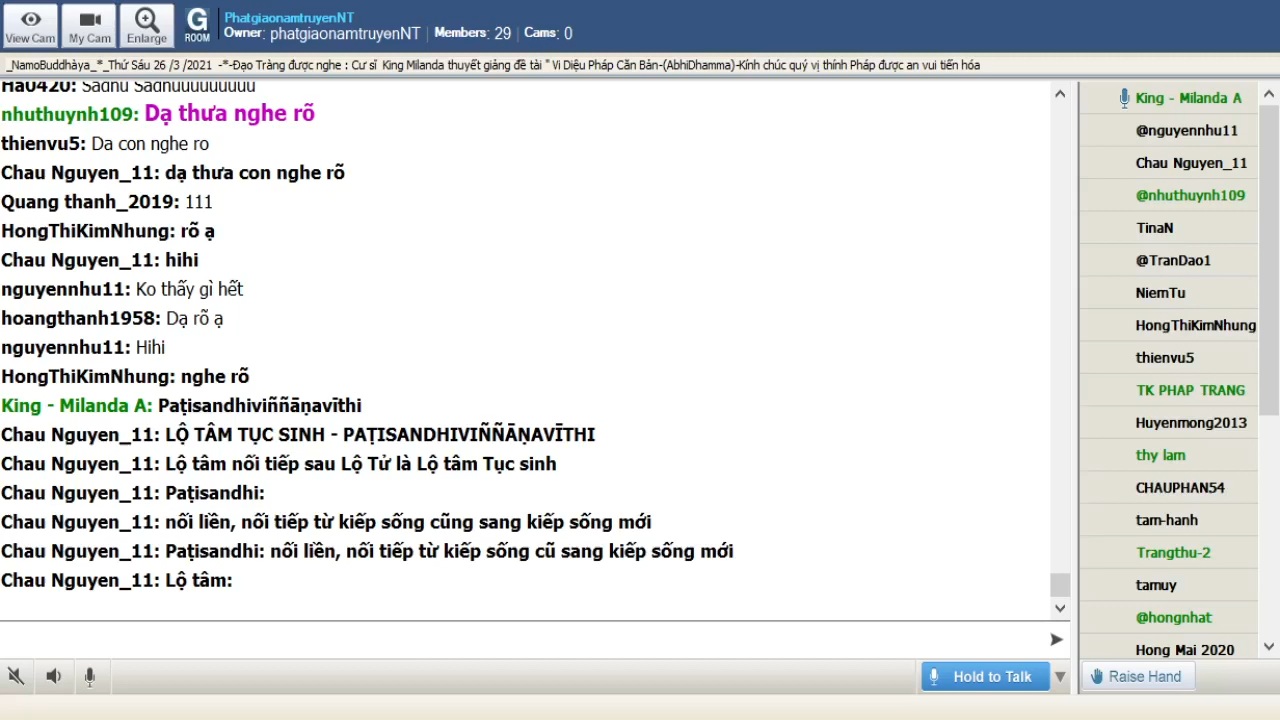 View Cam
My Cam
Enlarge
G
ROOM
PhatgiaonamtruyenNT
Owner: phatgiaonamtruyenNT | Members: 29 | Cams: 0
_NamoBuddhàya_*_Thứ Sáu 26 /3 /2021 -*-Đạo Tràng được nghe : Cư sĩ King Milanda thuyết giảng đề tài " Vi Diệu Pháp Căn Bản-(AbhiDhamma)-Kính chúc quý vị thính Pháp được an vui tiến hóa
Ha0420: Sadhu Sadhuuuuuuuuu
nhuthuynh109: Dạ thưa nghe rõ
thienvu5: Da con nghe ro
Chau Nguyen_11: dạ thưa con nghe rõ
Quang thanh_2019: 111
HongThiKimNhung: rõ ạ
Chau Nguyen_11: hihi
nguyennhu11: Ko thấy gì hết
hoangthanh1958: Dạ rõ ạ
nguyennhu11: Hihi
HongThiKimNhung: nghe rõ
King - Milanda A: Paṭisandhiviññāṇavīthi
Chau Nguyen_11: LỘ TÂM TỤC SINH - PAṬISANDHIVIÑÑĀṆAVĪTHI
Chau Nguyen_11: Lộ tâm nối tiếp sau Lộ Tử là Lộ tâm Tục sinh
Chau Nguyen_11: Paṭisandhi:
Chau Nguyen_11: nối liền, nối tiếp từ kiếp sống cũng sang kiếp sống mới
Chau Nguyen_11: Paṭisandhi: nối liền, nối tiếp từ kiếp sống cũ sang kiếp sống mới
Chau Nguyen_11: Lộ tâm:
King - Milanda A
@nguyennhu11
Chau Nguyen_11
@nhuthuynh109
TinaN
@TranDao1
NiemTu
HongThiKimNhung
thienvu5
TK PHAP TRANG
Huyenmong2013
thy lam
CHAUPHAN54
tam-hanh
Trangthu-2
tamuy
@hongnhat
Hong Mai 2020
Hold to Talk
Raise Hand